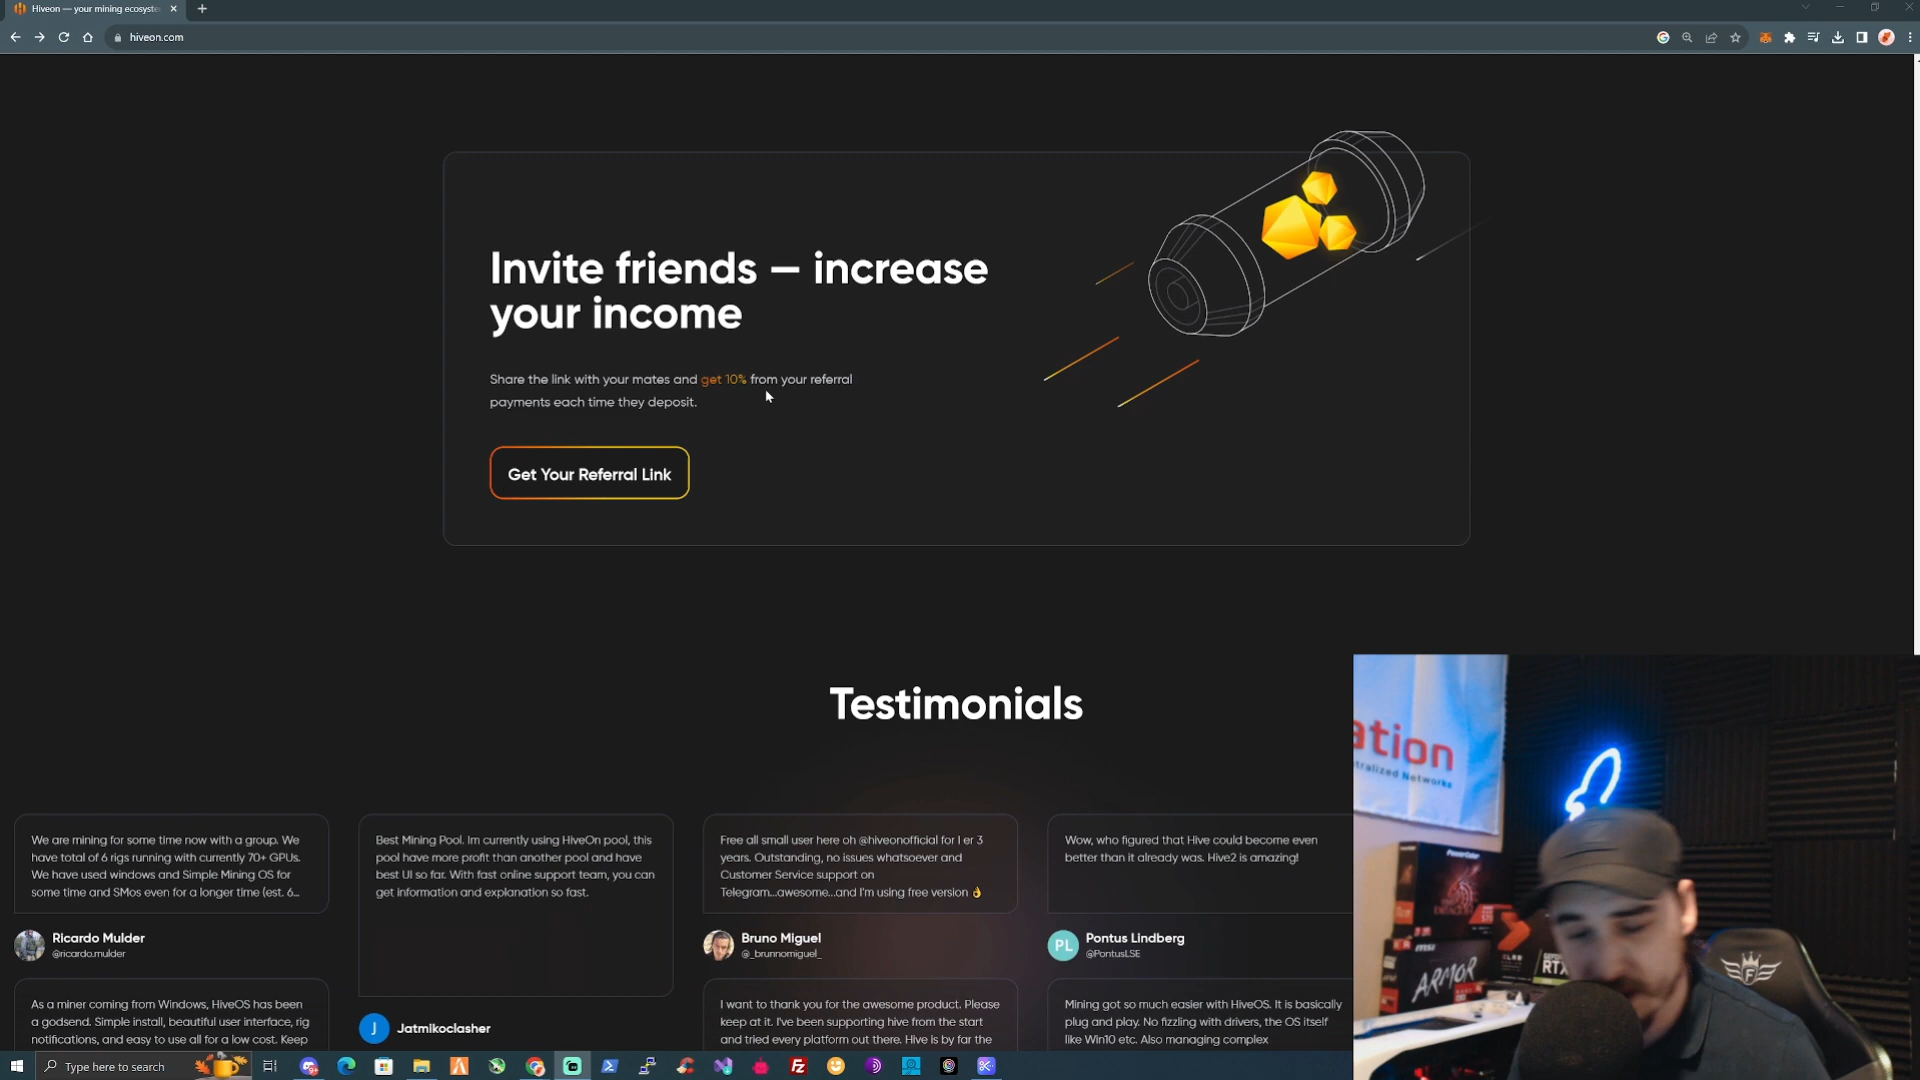 Hiveon — your mining ecosyste
hiveon.com
Invite friends — increase
your income
Share the link with your mates and get 10% from your referral
payments each time they deposit.
Get Your Referral Link
Testimonials
We are mining for some time now with a group. We
have total of 6 rigs running with currently 70+ GPUs.
We have used windows and Simple Mining OS for
some time and SMos even for a longer time (est. 6...
Ricardo Mulder
@ricardo.mulder
Best Mining Pool. Im currently using HiveOn pool, this
pool have more profit than another pool and have
best UI so far. With fast online support team, you can
get information and explanation so fast.
Free all small user here oh @hiveonofficial for l er 3
years. Outstanding, no issues whatsoever and
Customer Service support on
Telegram...awesome...and I'm using free version 👌
Bruno Miguel
@_brunnomiguel_
Wow, who figured that Hive could become even
better than it already was. Hive2 is amazing!
PL
Pontus Lindberg
@PontusLSE
As a miner coming from Windows, HiveOS has been
a godsend. Simple install, beautiful user interface, rig
notifications, and easy to use all for a low cost. Keep
J
Jatmikoclasher
I want to thank you for the awesome product. Please
keep at it. I've been supporting hive from the start
and tried every platform out there. Hive is by far the
Mining got so much easier with HiveOS. It is basically
plug and play. No fizzling with drivers, the OS itself
like Win10 etc. Also managing complex
ation
tralized Networks
PowerColor
msi
ARMOR
RTX
F
Type here to search
FZ